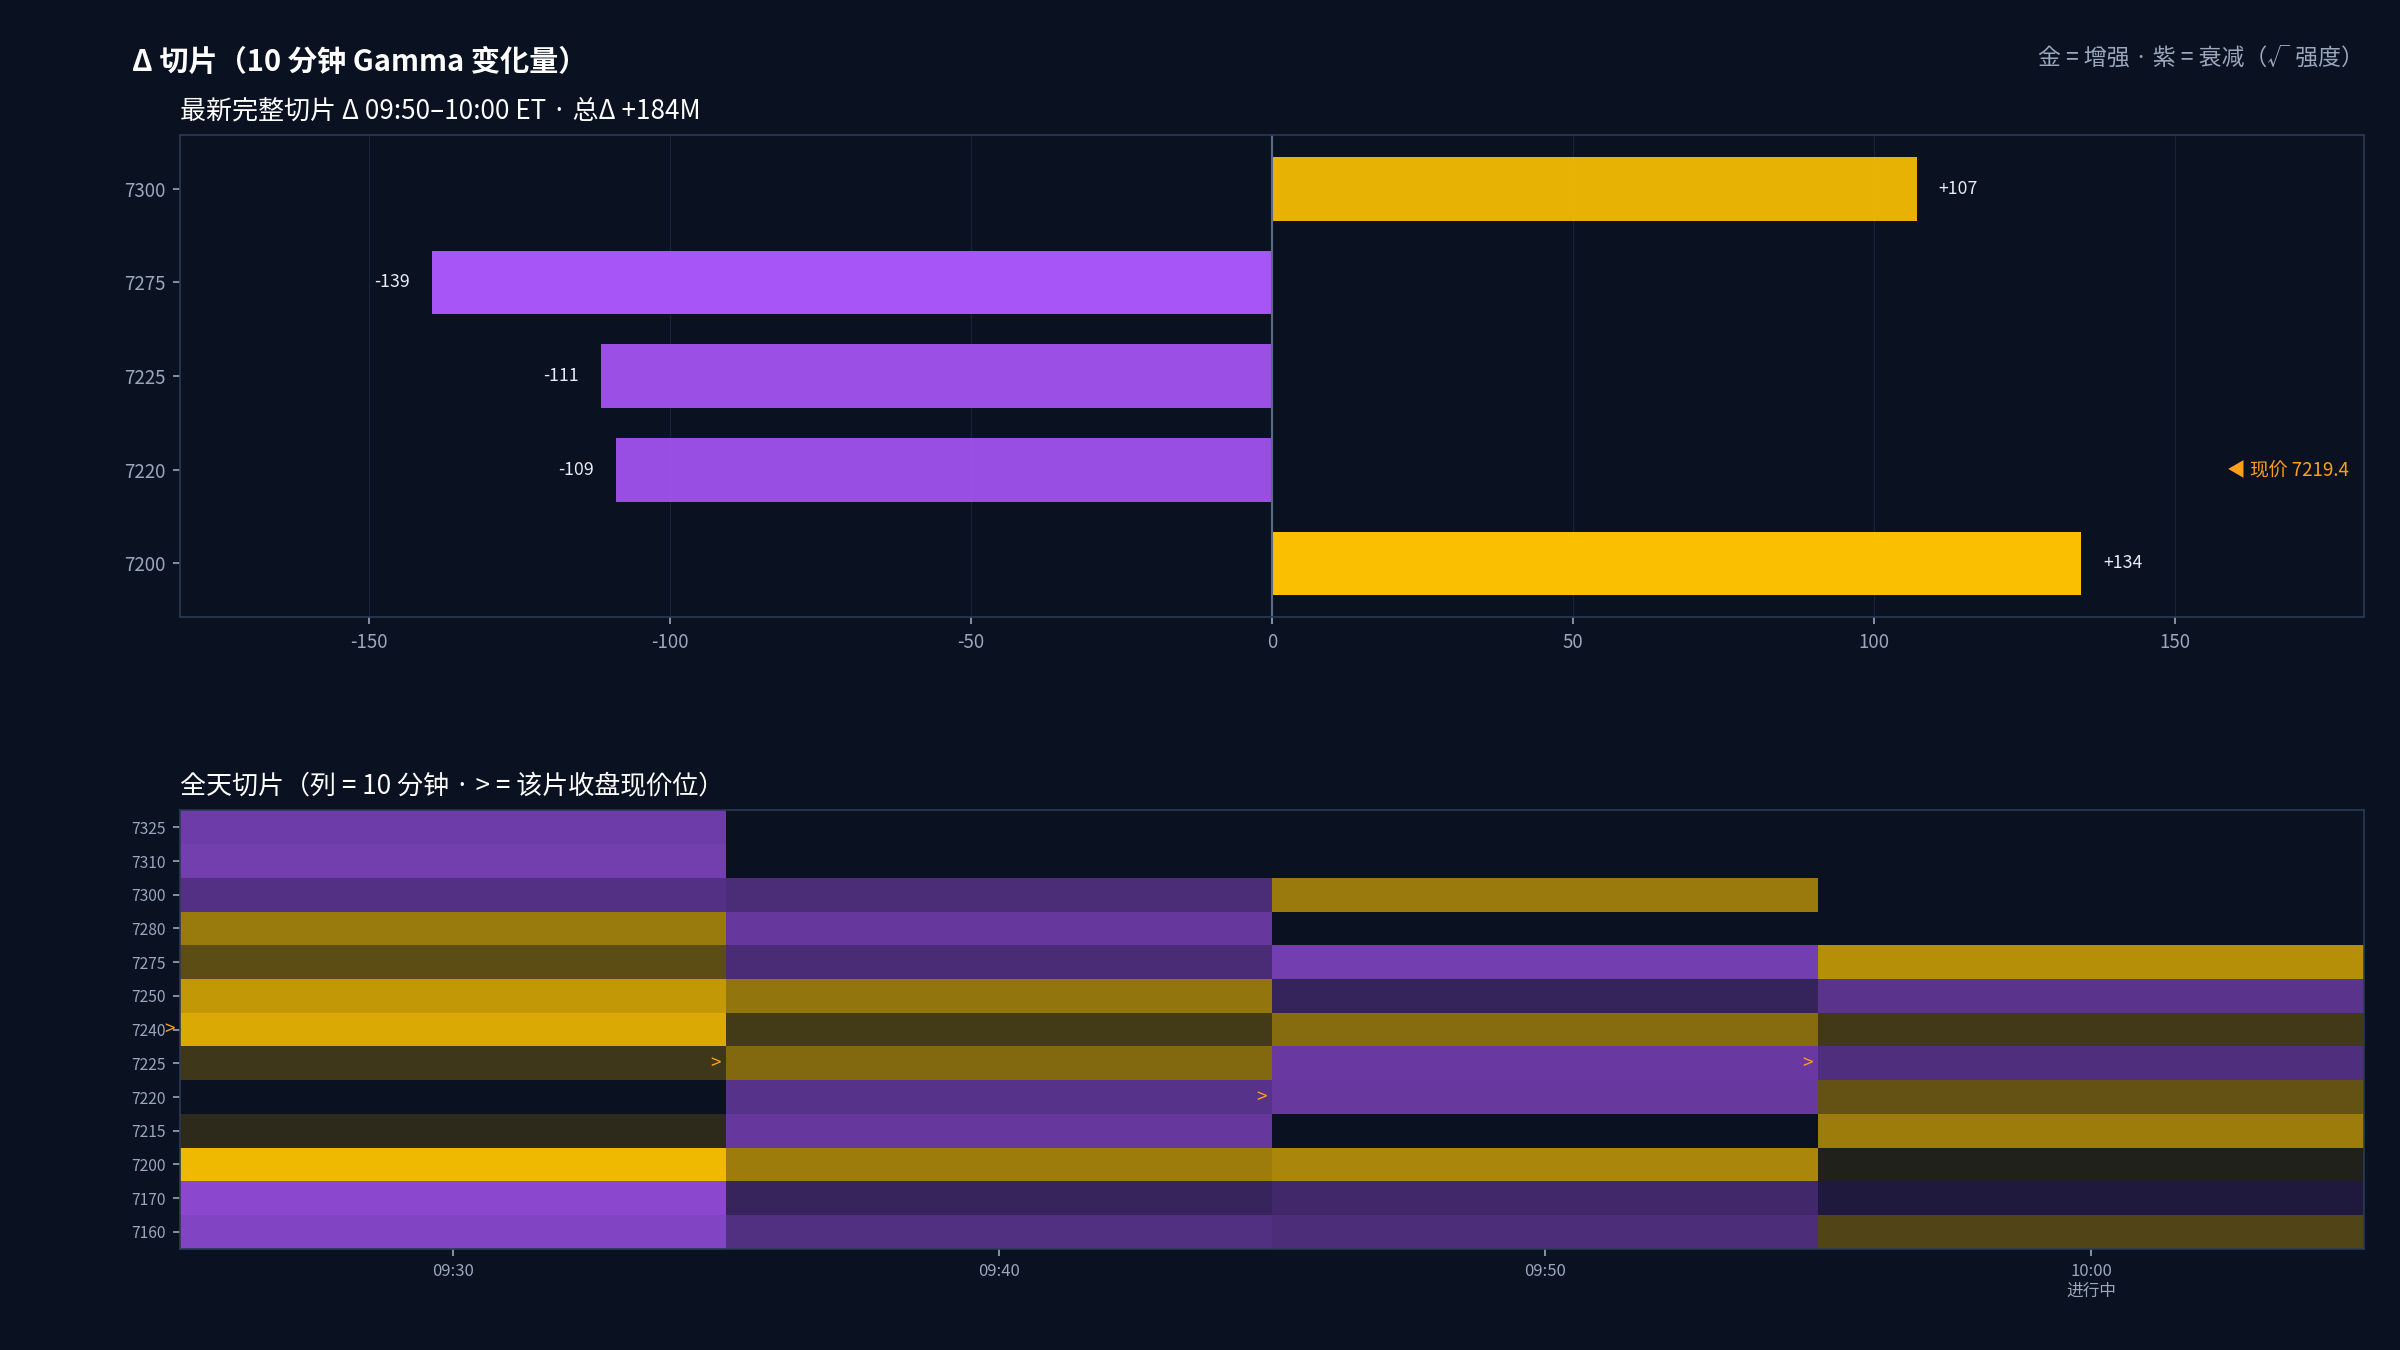 Δ 切片（10 分钟 Gamma 变化量）
金 = 增强 · 紫 = 衰减（√ 强度）
最新完整切片 Δ 09:50–10:00 ET · 总Δ +184M
7300
+107
7275
-139
7225
-111
7220
-109
◀ 现价 7219.4
7200
+134
-150 -100 -50 0 50 100 150
全天切片（列 = 10 分钟 · > = 该片收盘现价位）
7325
7310
7300
7280
7275
7250
7240 >
7225 > >
7220 >
7215
7200
7170
7160
09:30 09:40 09:50 10:00
进行中